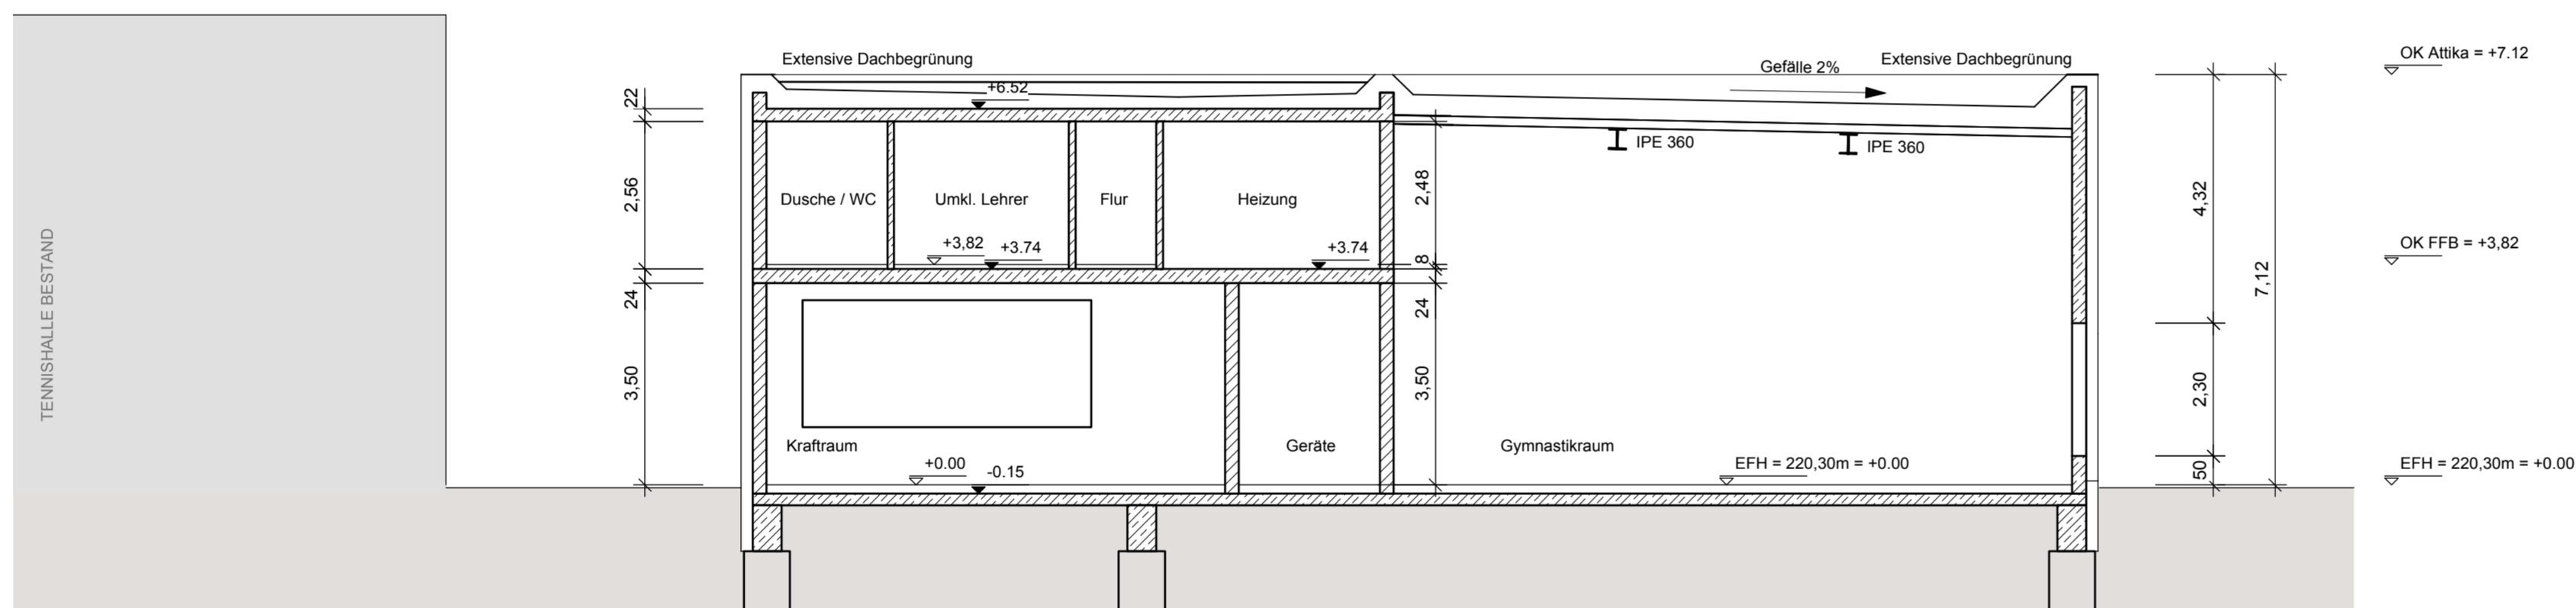 OK Attika = +7.12
Extensive Dachbegrünung
Gefälle 2%
Extensive Dachbegrünung
+6.52
22
IPE 360
IPE 360
2,56
Dusche / WC
Umkl. Lehrer
Flur
Heizung
2,48
4,32
TENNISHALLE BESTAND
+3,82
+3.74
+3.74
8
OK FFB = +3,82
7,12
24
24
3,50
3,50
2,30
Kraftraum
Geräte
Gymnastikraum
+0.00
-0.15
EFH = 220,30m = +0.00
50
EFH = 220,30m = +0.00